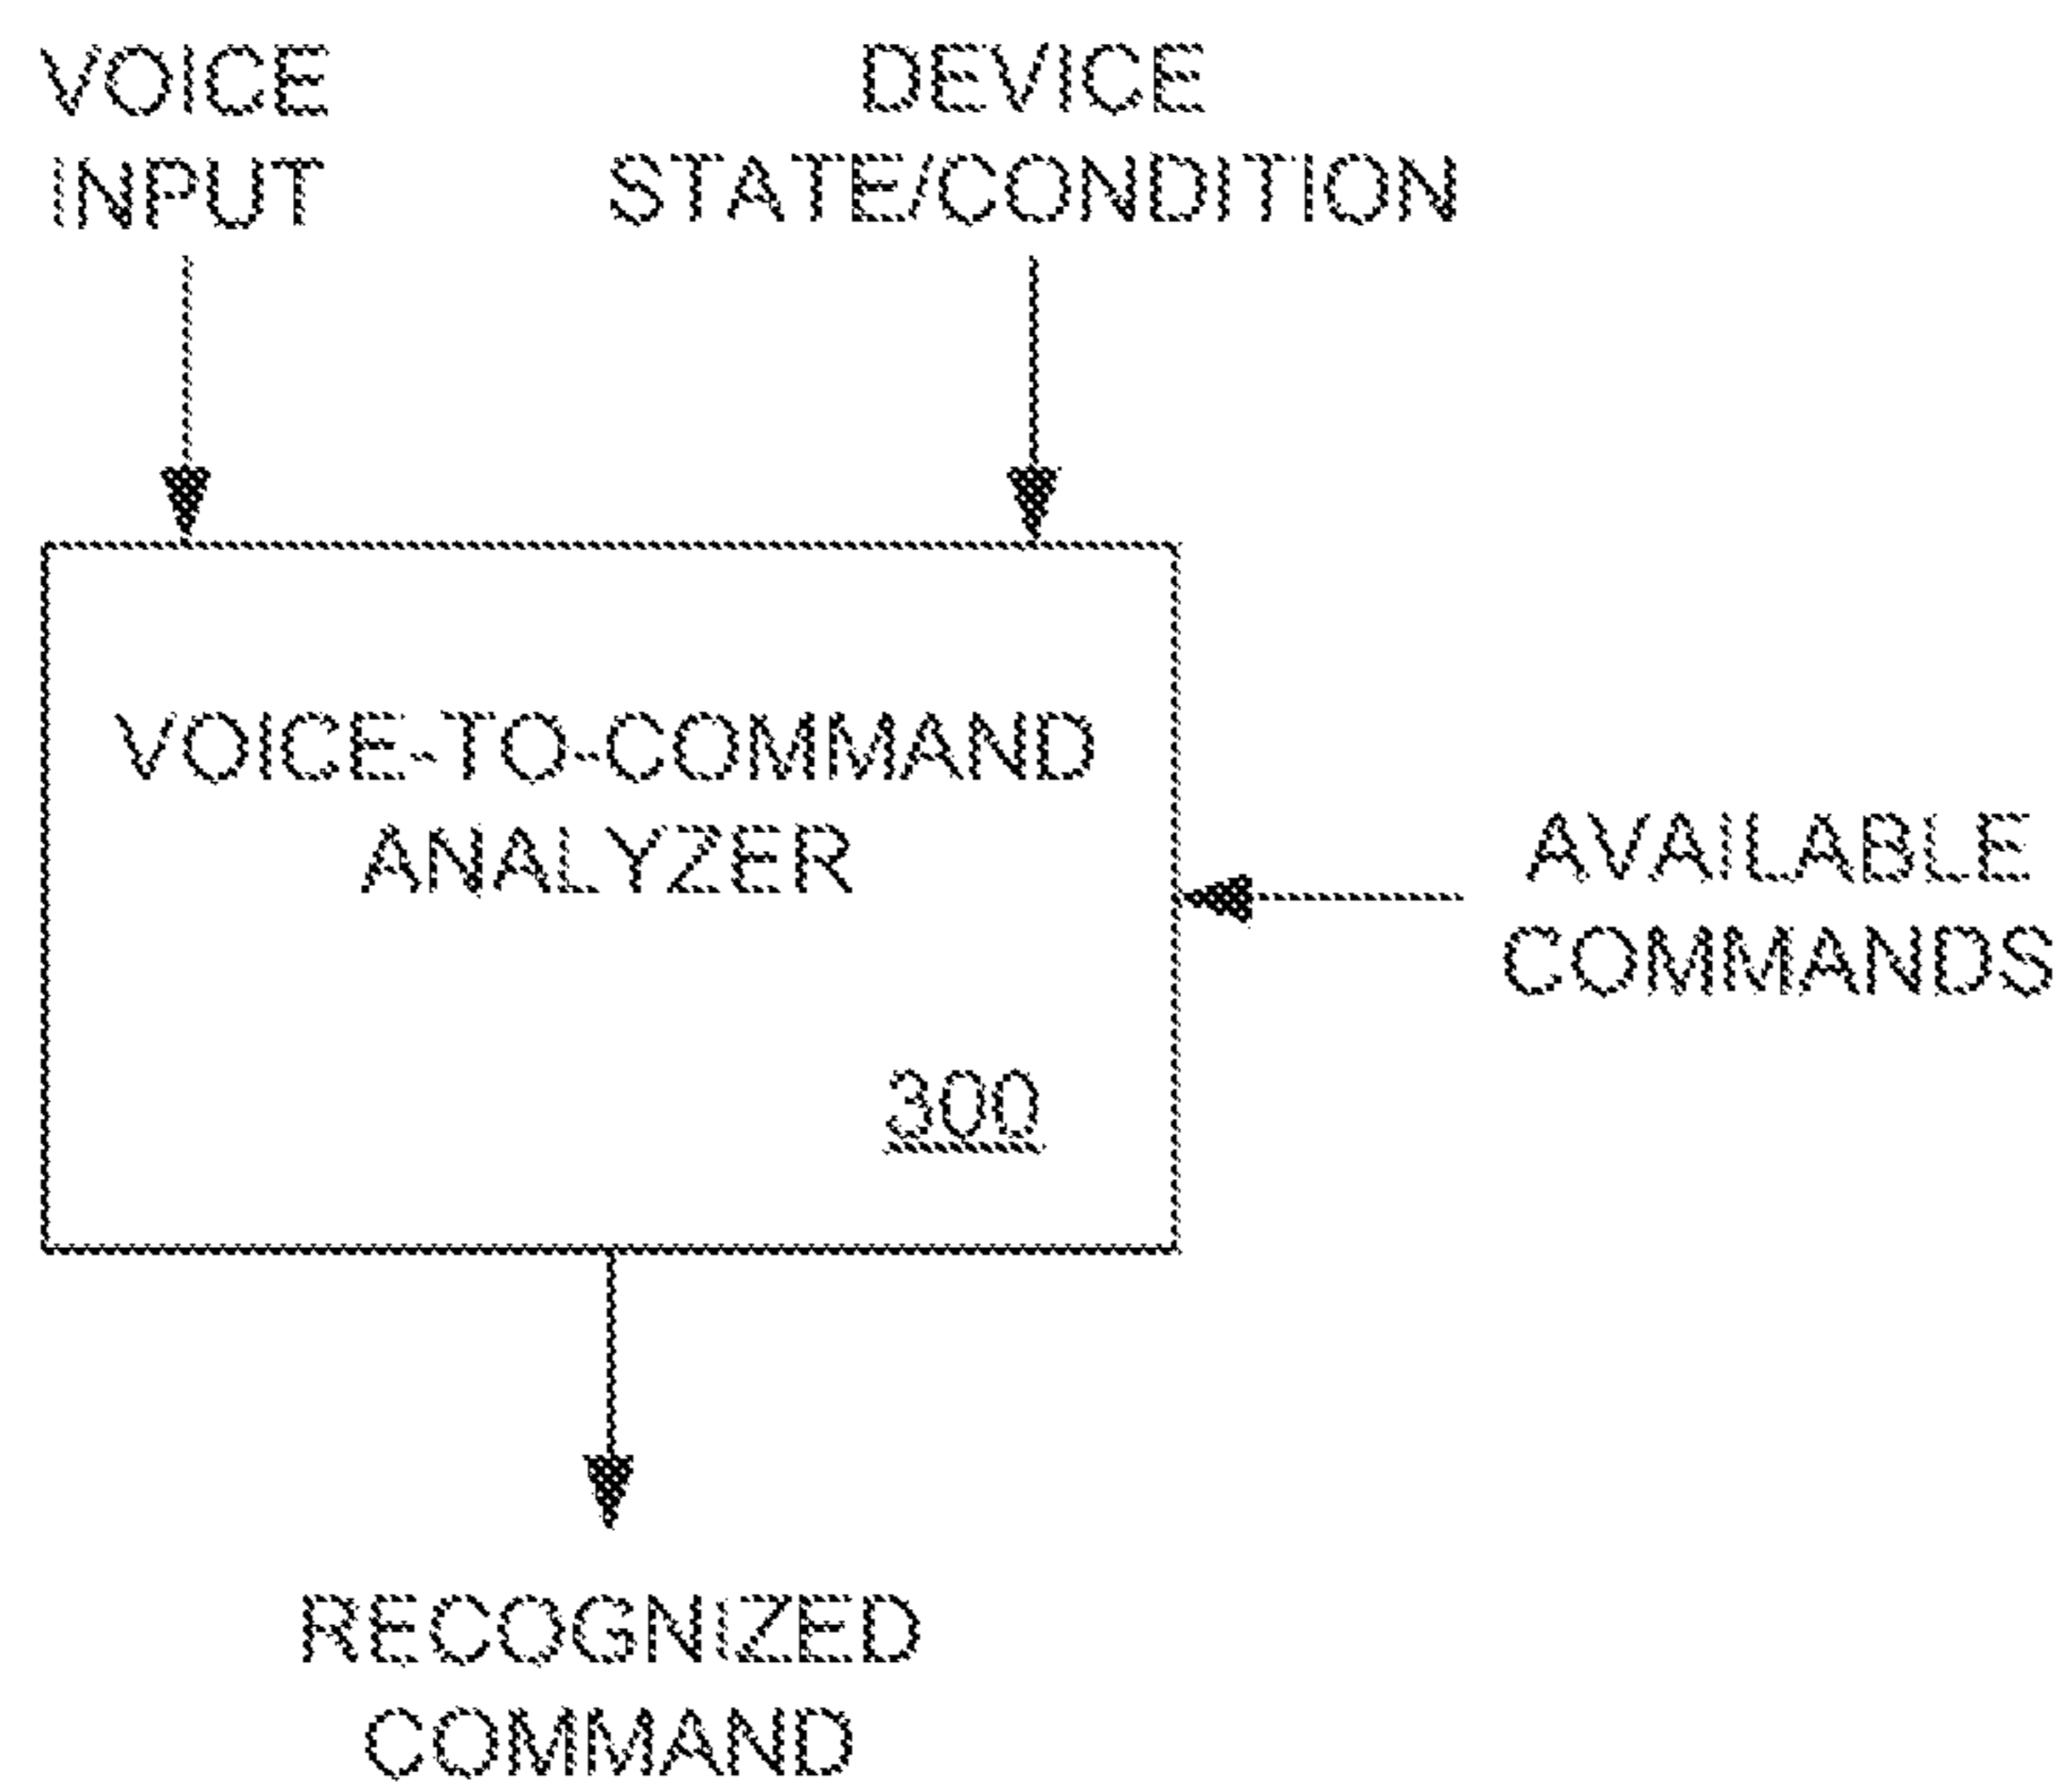 VOICE
INPUT
DEVICE
STATE/CONDITION
VOICE-TO-COMMAND
ANALYZER
300
AVAILABLE
COMMANDS
RECOGNIZED
COMMAND